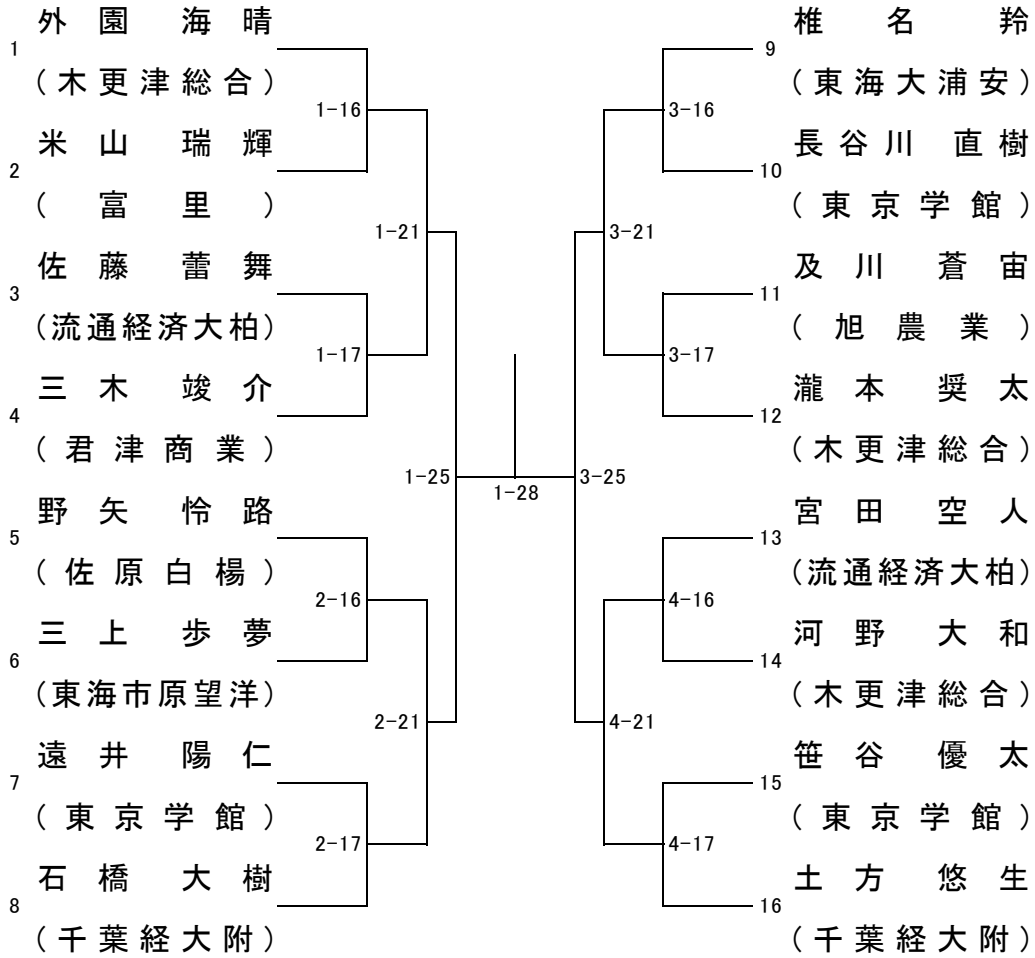 1 外園 海晴
(木更津総合)
2 米山 瑞輝
(富里)
3 佐藤 蕾舞
(流通経済大柏)
4 三木 竣介
(君津商業)
5 野矢 怜路
(佐原白楊)
6 三上 歩夢
(東海市原望洋)
7 遠井 陽仁
(東京学館)
8 石橋 大樹
(千葉経大附)
1-16
1-17
2-16
2-17
1-21
2-21
1-25
1-28
3-25
3-21
4-21
3-16
3-17
4-16
4-17
9 椎名 羚
(東海大浦安)
10 長谷川 直樹
(東京学館)
11 及川 蒼宙
(旭農業)
12 瀧本 奨太
(木更津総合)
13 宮田 空人
(流通経済大柏)
14 河野 大和
(木更津総合)
15 笹谷 優太
(東京学館)
16 土方 悠生
(千葉経大附)